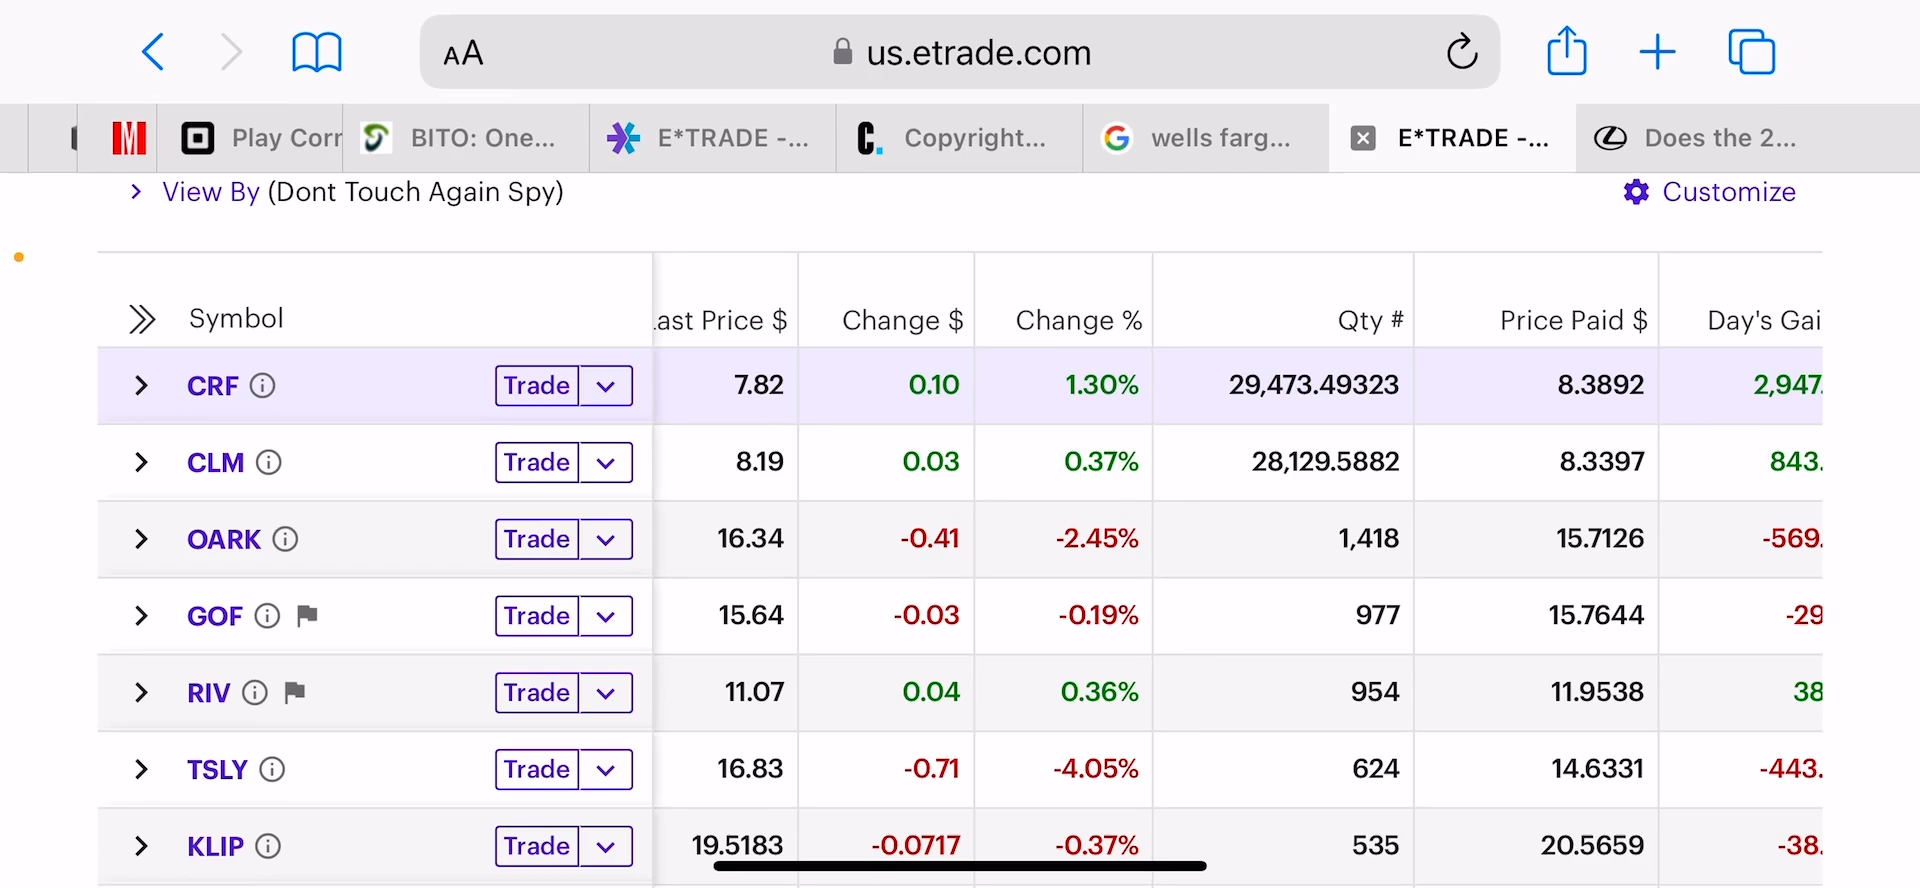 AA us.etrade.com
Play Corr BITO: One... E*TRADE -... Copyright... wells farg... E*TRADE -... Does the 2...
View By (Dont Touch Again Spy) Customize
Symbol ast Price $ Change $ Change % Qty # Price Paid $ Day's Gai
CRF Trade 7.82 0.10 1.30% 29,473.49323 8.3892 2,947.
CLM Trade 8.19 0.03 0.37% 28,129.5882 8.3397 843.
OARK Trade 16.34 -0.41 -2.45% 1,418 15.7126 -569.
GOF Trade 15.64 -0.03 -0.19% 977 15.7644 -29
RIV Trade 11.07 0.04 0.36% 954 11.9538 38
TSLY Trade 16.83 -0.71 -4.05% 624 14.6331 -443.
KLIP Trade 19.5183 -0.0717 -0.37% 535 20.5659 -38.